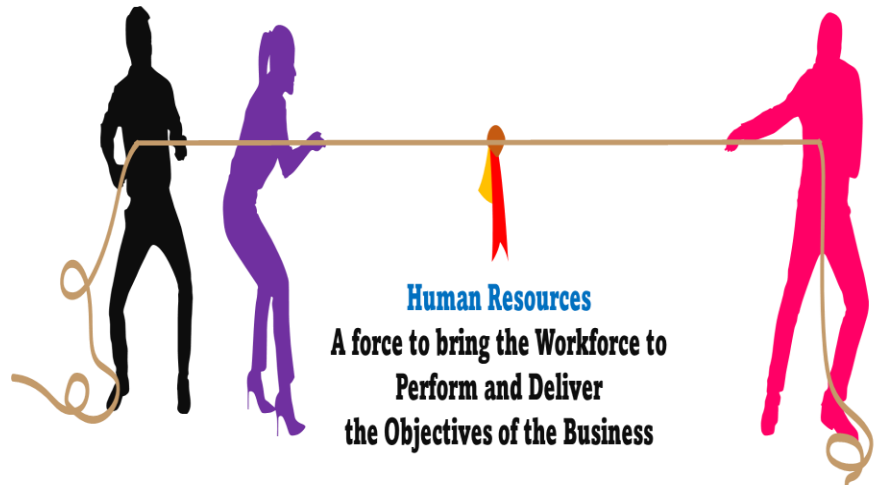 Human Resources
A force to bring the Workforce to
Perform and Deliver
the Objectives of the Business